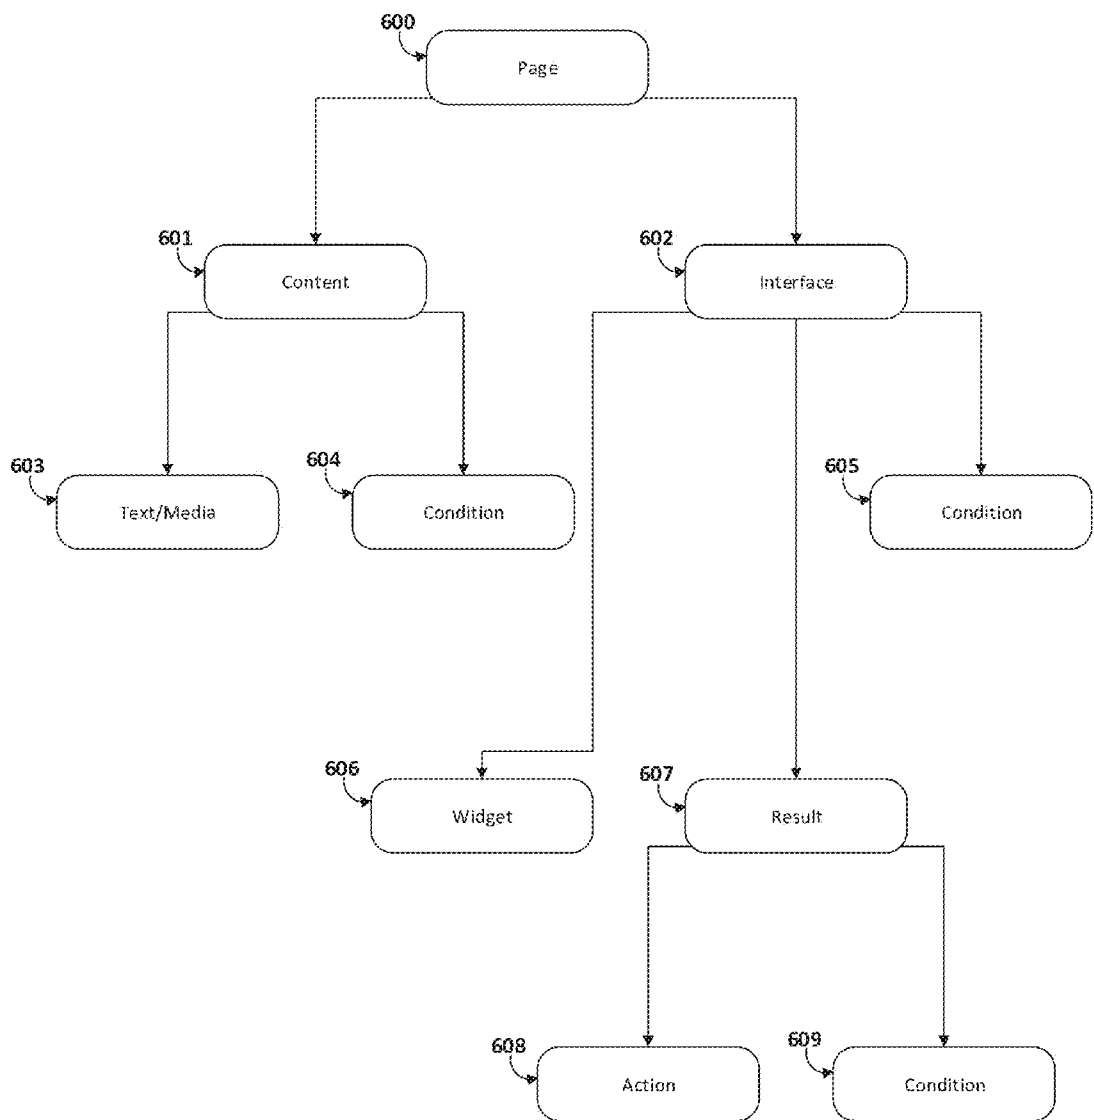 600
Page
601
Content
602
Interface
603
Text/Media
604
Condition
605
Condition
606
Widget
607
Result
608
Action
609
Condition